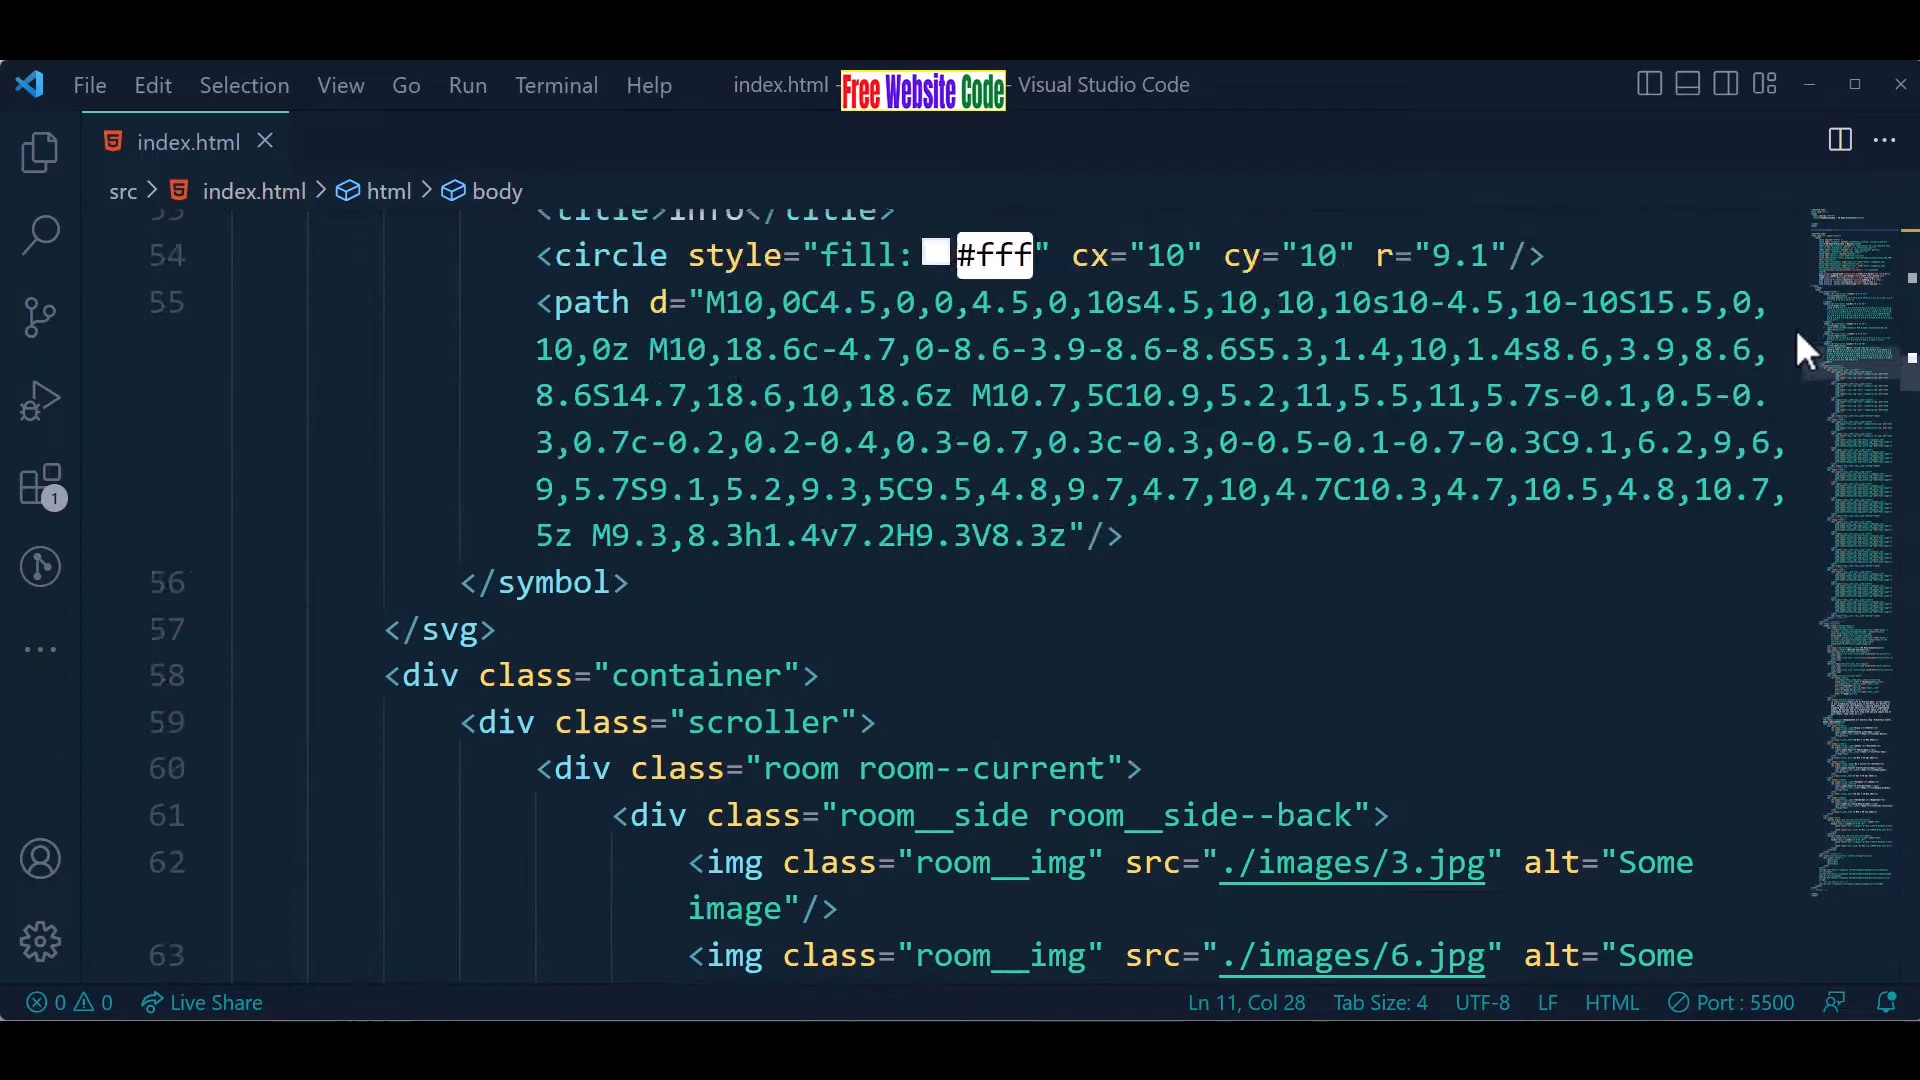 File Edit Selection View Go Run Terminal Help index.html - Free Website Code - Visual Studio Code
index.html
src > index.html > html > body
53 <title>info</title>
54 <circle style="fill:#fff" cx="10" cy="10" r="9.1"/>
55 <path d="M10,0C4.5,0,0,4.5,0,10s4.5,10,10,10s10-4.5,10-10S15.5,0,
10,0z M10,18.6c-4.7,0-8.6-3.9-8.6-8.6S5.3,1.4,10,1.4s8.6,3.9,8.6,
8.6S14.7,18.6,10,18.6z M10.7,5C10.9,5.2,11,5.5,11,5.7s-0.1,0.5-0.
3,0.7c-0.2,0.2-0.4,0.3-0.7,0.3c-0.3,0-0.5-0.1-0.7-0.3C9.1,6.2,9,6,
9,5.7S9.1,5.2,9.3,5C9.5,4.8,9.7,4.7,10,4.7C10.3,4.7,10.5,4.8,10.7,
5z M9.3,8.3h1.4v7.2H9.3V8.3z"/>
56 </symbol>
57 </svg>
58 <div class="container">
59 <div class="scroller">
60 <div class="room room--current">
61 <div class="room__side room__side--back">
62 <img class="room__img" src="./images/3.jpg" alt="Some
image"/>
63 <img class="room__img" src="./images/6.jpg" alt="Some
1
0 0 Live Share Ln 11, Col 28 Tab Size: 4 UTF-8 LF HTML Port : 5500